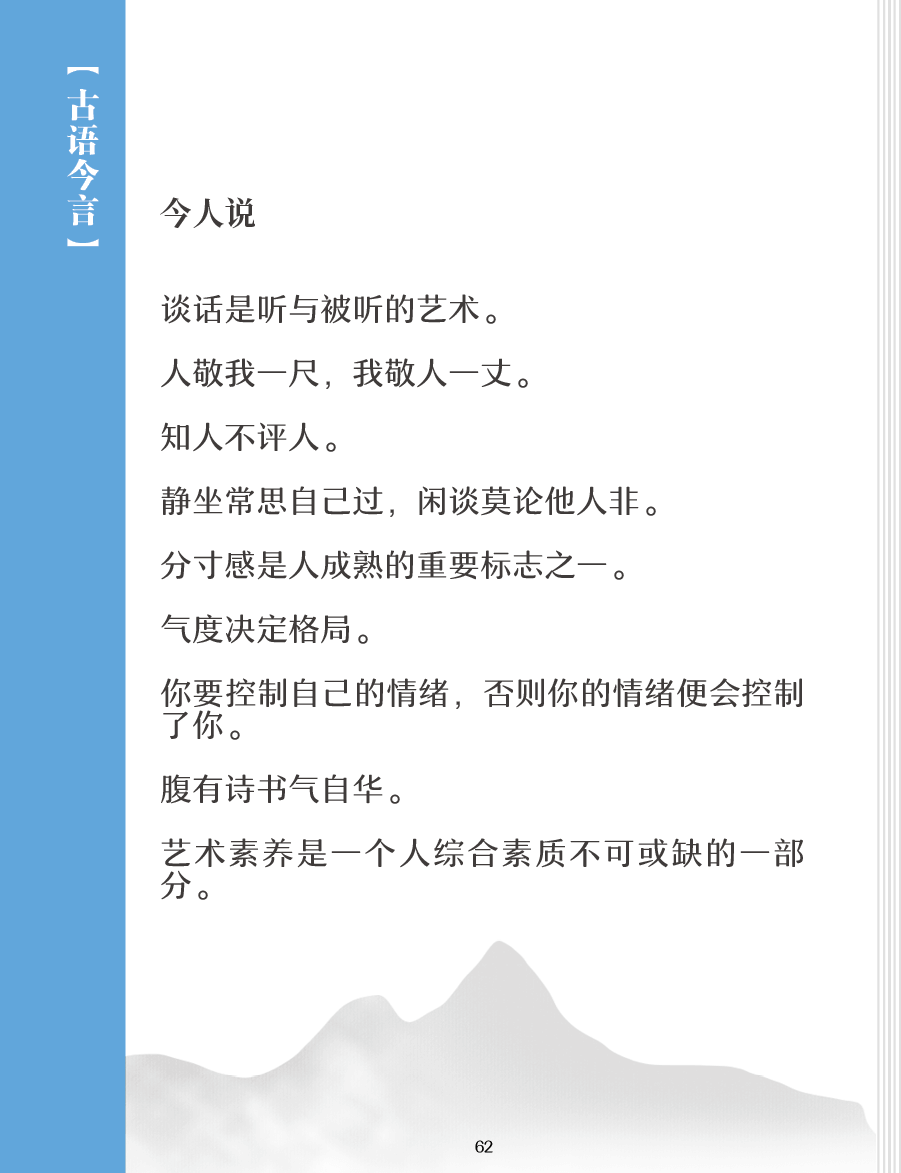 【古语今言】
今人说
谈话是听与被听的艺术。
人敬我一尺，我敬人一丈。
知人不评人。
静坐常思自己过，闲谈莫论他人非。
分寸感是人成熟的重要标志之一。
气度决定格局。
你要控制自己的情绪，否则你的情绪便会控制
了你。
腹有诗书气自华。
艺术素养是一个人综合素质不可或缺的一部
分。
62